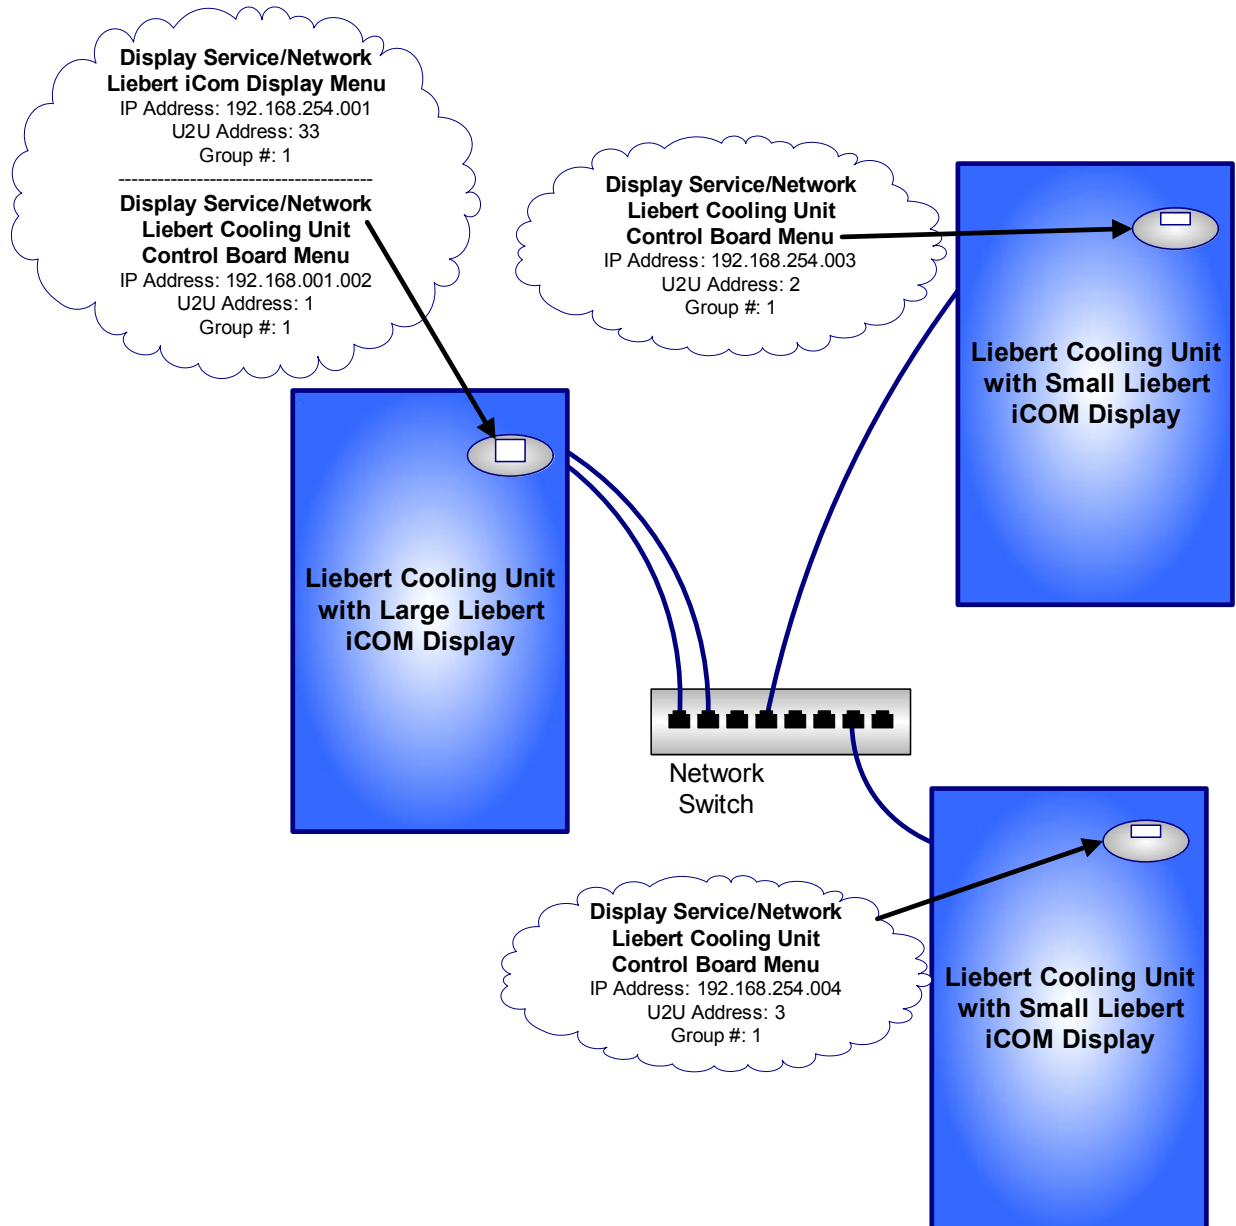 Display Service/Network
Liebert iCom Display Menu
IP Address: 192.168.254.001
U2U Address: 33
Group #: 1
---------------------------------------
Display Service/Network
Liebert Cooling Unit
Control Board Menu
IP Address: 192.168.001.002
U2U Address: 1
Group #: 1
Display Service/Network
Liebert Cooling Unit
Control Board Menu
IP Address: 192.168.254.003
U2U Address: 2
Group #: 1
Liebert Cooling Unit
with Small Liebert
iCOM Display
Liebert Cooling Unit
with Large Liebert
iCOM Display
Network
Switch
Display Service/Network
Liebert Cooling Unit
Control Board Menu
IP Address: 192.168.254.004
U2U Address: 3
Group #: 1
Liebert Cooling Unit
with Small Liebert
iCOM Display